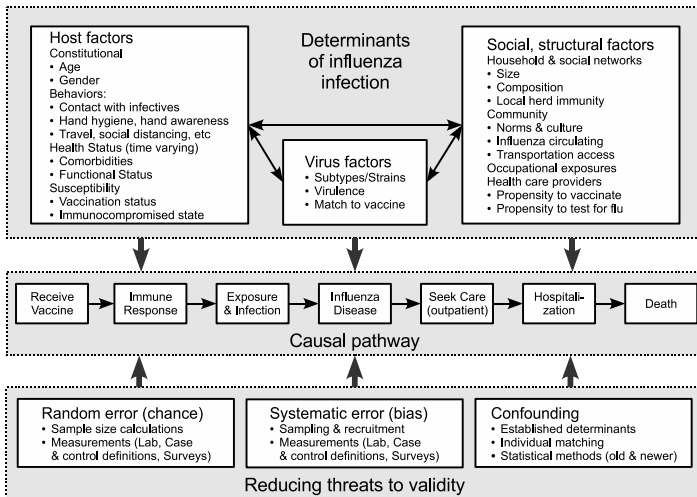 Host factors
Constitutional
• Age
• Gender
Behaviors:
• Contact with infectives
• Hand hygiene, hand awareness
• Travel, social distancing, etc
Health Status (time varying)
• Comorbidities
• Functional Status
Susceptibility
• Vaccination status
• Immunocompromised state
Determinants
of influenza
infection
Virus factors
• Subtypes/Strains
• Virulence
• Match to vaccine
Social, structural factors
Household & social networks
• Size
• Composition
• Local herd immunity
Community
• Norms & culture
• Influenza circulating
• Transportation access
Occupational exposures
Health care providers
• Propensity to vaccinate
• Propensity to test for flu
Receive
Vaccine
Immune
Response
Exposure
& Infection
Influenza
Disease
Seek Care
(outpatient)
Hospitali-
zation
Death
Causal pathway
Random error (chance)
• Sample size calculations
• Measurements (Lab, Case
& control definitions, Surveys)
Systematic error (bias)
• Sampling & recruitment
• Measurements (Lab, Case
& control definitions, Surveys)
Confounding
• Established determinants
• Individual matching
• Statistical methods (old & newer)
Reducing threats to validity